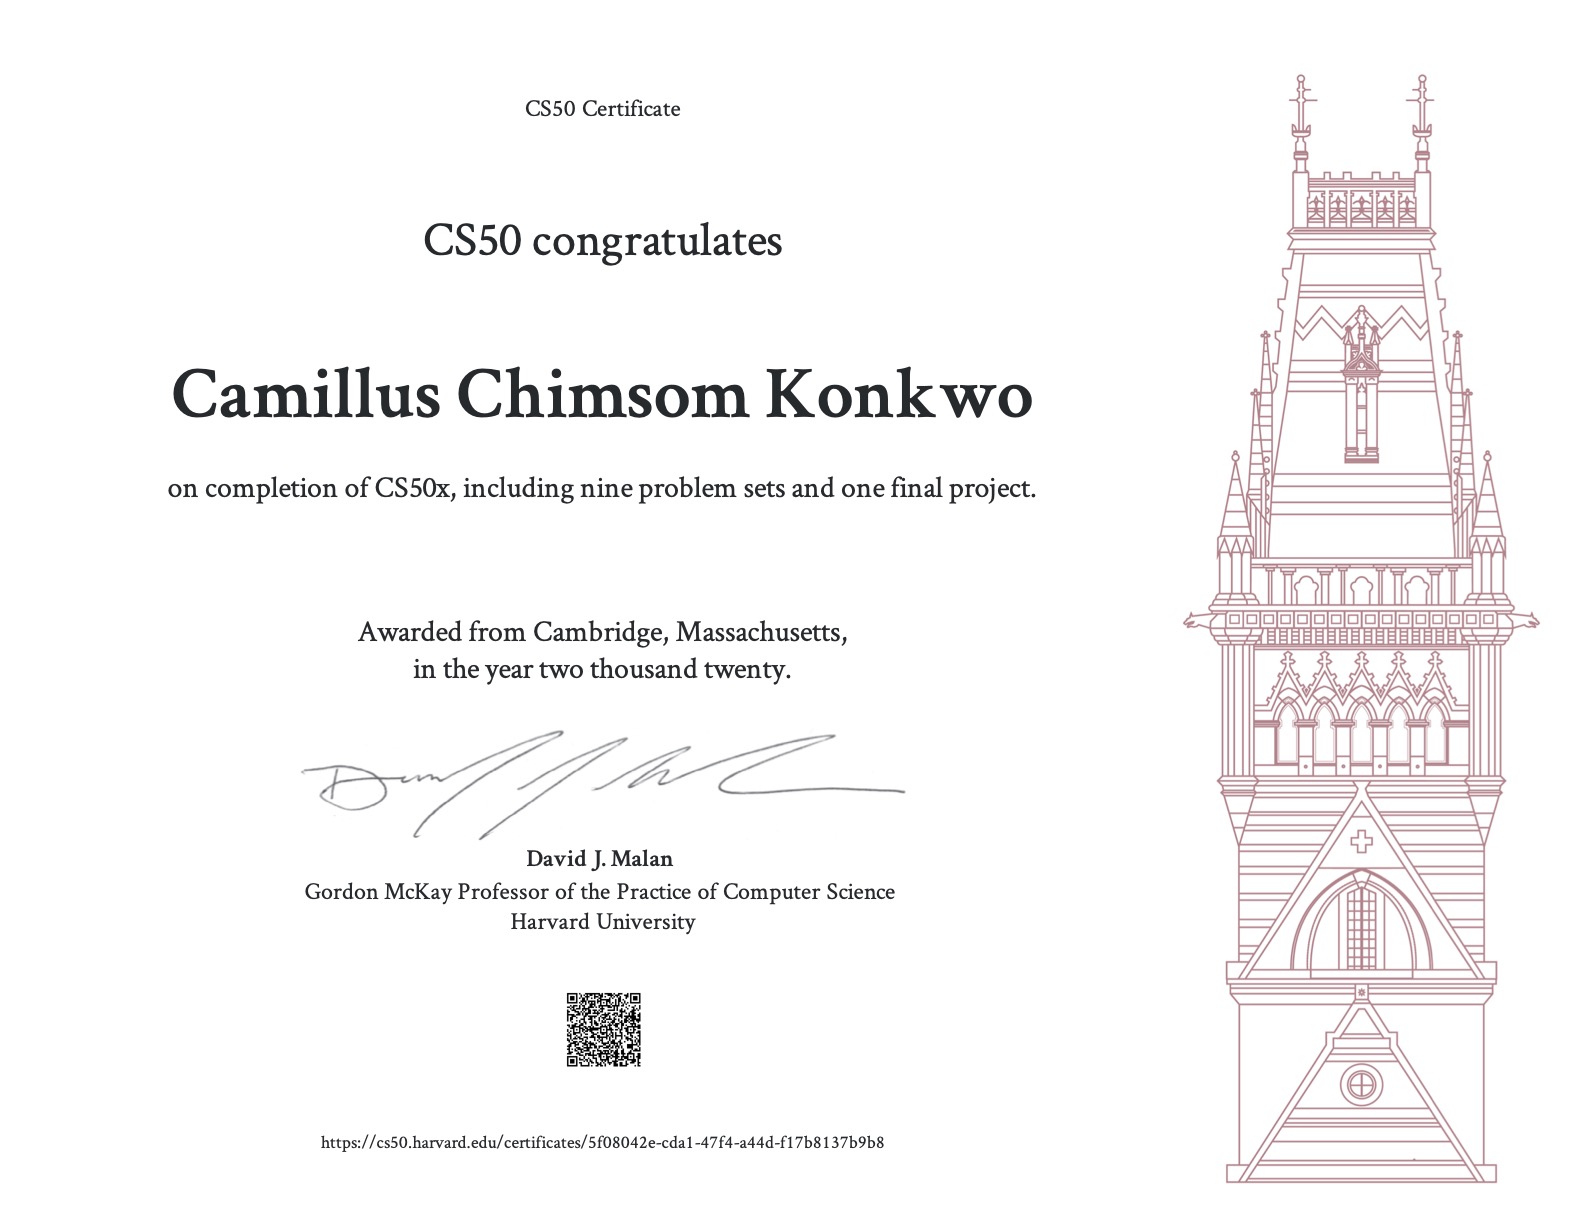 CS50 Certificate
CS50 congratulates
Camillus Chimsom Konkwo
on completion of CS50x, including nine problem sets and one final project.
Awarded from Cambridge, Massachusetts,
in the year two thousand twenty.
David J. Malan
Gordon McKay Professor of the Practice of Computer Science
Harvard University
https://cs50.harvard.edu/certificates/5f08042e-cda1-47f4-a44d-f17b8137b9b8